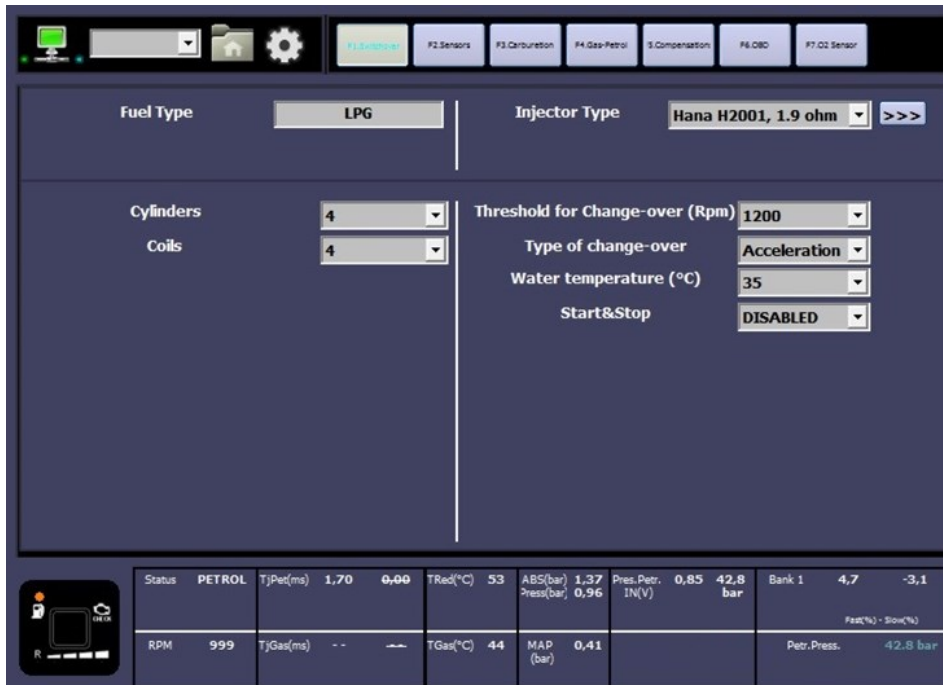 F1.Switchover F2.Sensors F3.Carburetion F4.Gas-Petrol 5.Compensation F6.OBD F7.O2 Sensor
Fuel Type LPG Injector Type Hana H2001, 1.9 ohm >>>
Cylinders 4 Threshold for Change-over (Rpm) 1200
Coils 4 Type of change-over Acceleration
Water temperature (°C) 35
Start&Stop DISABLED
Status PETROL TjPet(ms) 1,70 0,00 TRed(°C) 53 ABS(bar) 1,37 Pres.Petr. 0,85 42,8 Bank 1 4,7 -3,1
Press(bar) 0,96 IN(V) bar
Fast(%) - Slow(%)
CHECK
R RPM 999 TjGas(ms) -- -.-- TGas(°C) 44 MAP 0,41 Petr.Press. 42.8 bar
(bar)